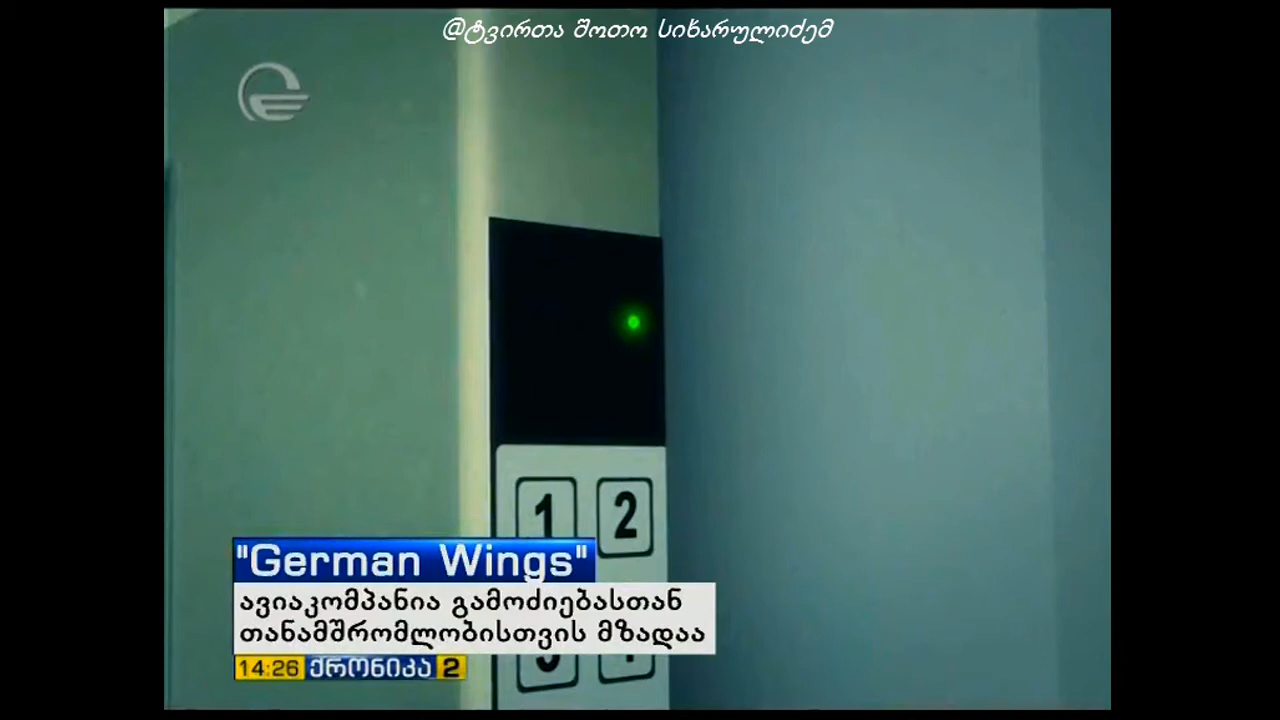 @ტვირთა შოთო სიხარულიძემ
1 2
"German Wings"
ავიაკომპანია გამოძიებასთან
თანამშრომლობისთვის მზადაა
14:26 ქრონიკა 2